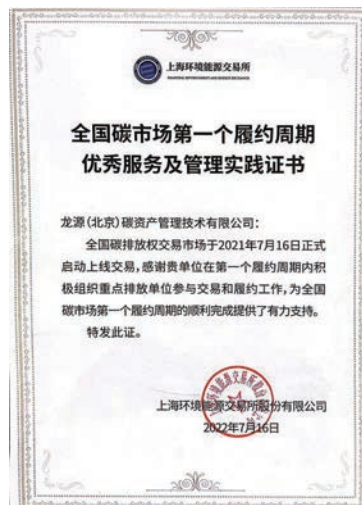 上海环境能源交易所
全国碳市场第一个履约周期
优秀服务及管理实践证书
龙源（北京）碳资产管理技术有限公司：
全国碳排放权交易市场于2021年7月16日正式
启动上线交易，感谢贵单位在第一个履约周期内积
极组织重点排放单位参与交易和履约工作，为全国
碳市场第一个履约周期的顺利完成提供了有力支持。
特发此证。
上海环境能源交易所股份有限公司
2022年7月16日